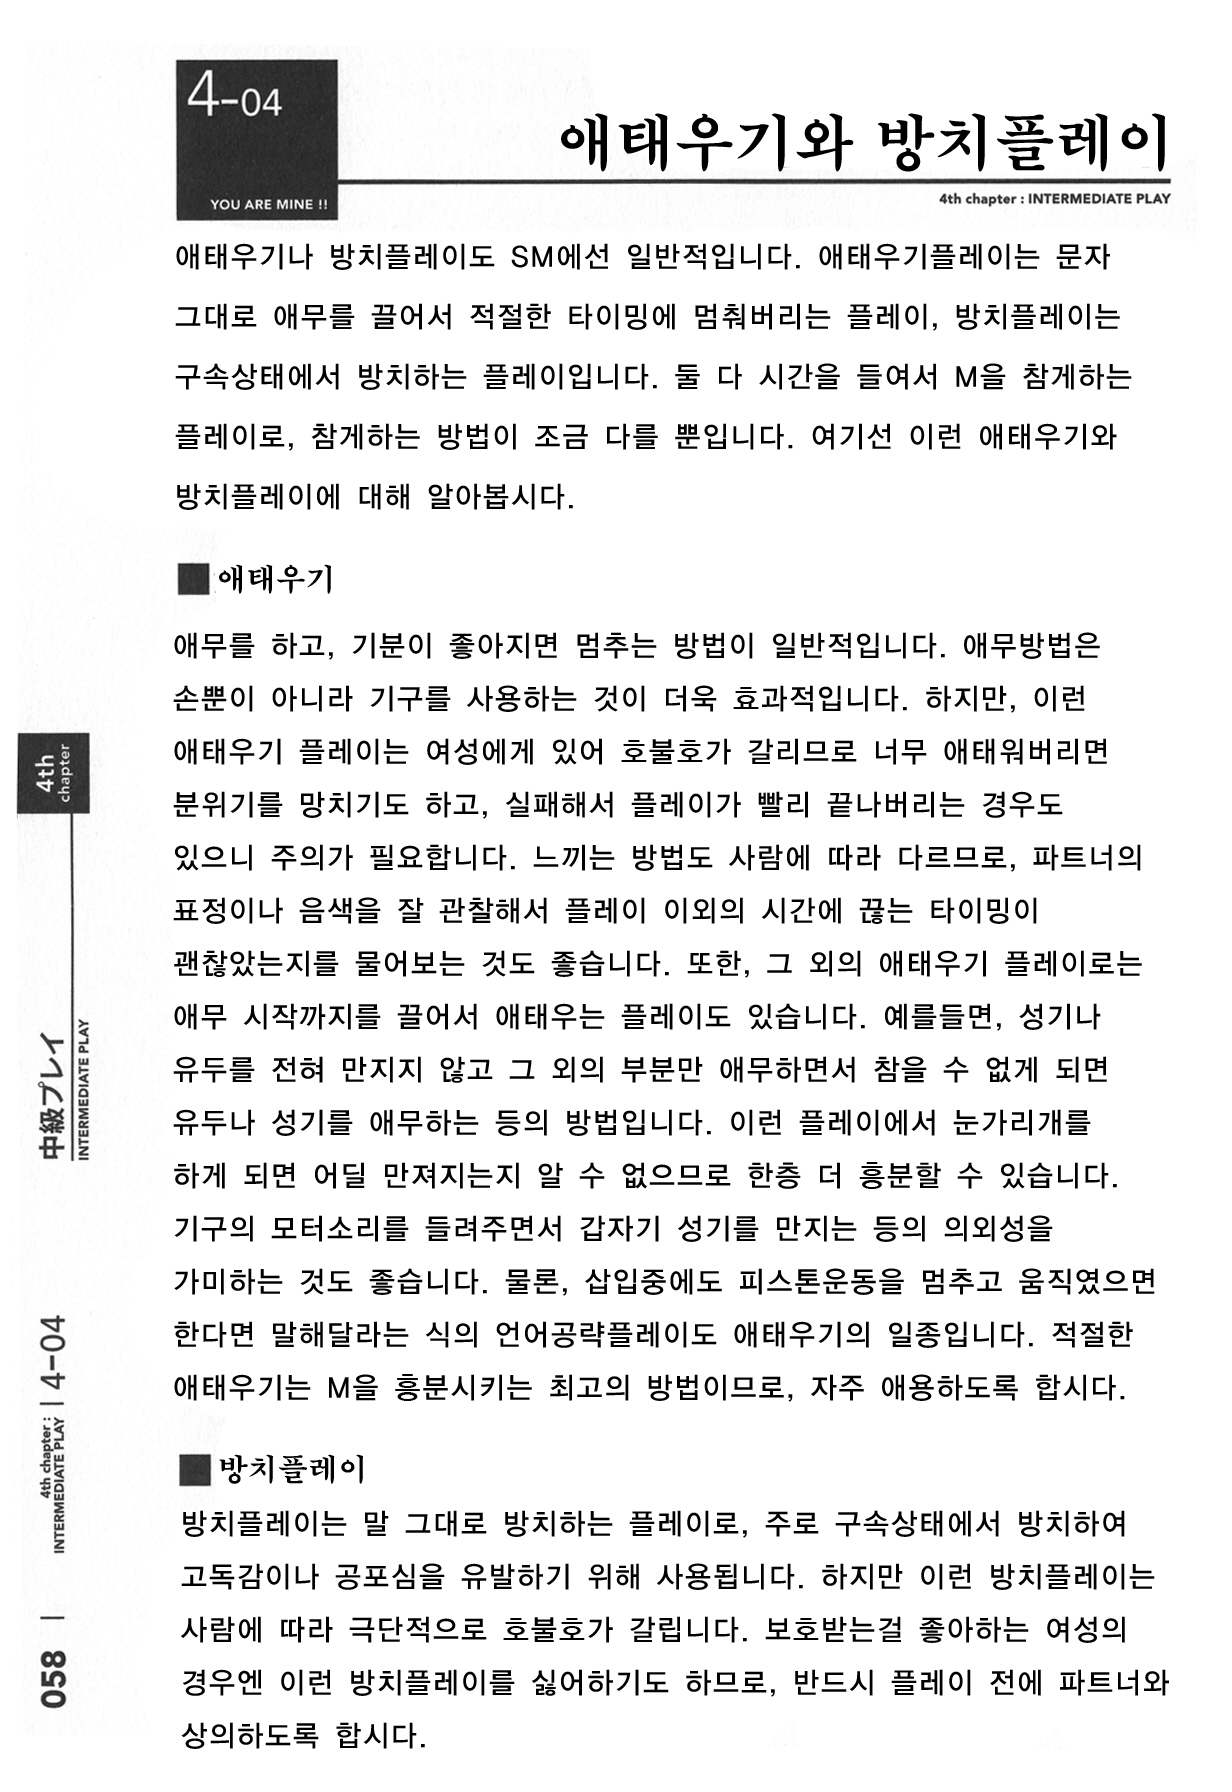 4-04
YOU ARE MINE !!
애태우기와 방치플레이
4th chapter : INTERMEDIATE PLAY
애태우기나 방치플레이도 SM에선 일반적입니다. 애태우기플레이는 문자
그대로 애무를 끌어서 적절한 타이밍에 멈춰버리는 플레이, 방치플레이는
구속상태에서 방치하는 플레이입니다. 둘 다 시간을 들여서 M을 참게하는
플레이로, 참게하는 방법이 조금 다를 뿐입니다. 여기선 이런 애태우기와
방치플레이에 대해 알아봅시다.
■애태우기
애무를 하고, 기분이 좋아지면 멈추는 방법이 일반적입니다. 애무방법은
손뿐이 아니라 기구를 사용하는 것이 더욱 효과적입니다. 하지만, 이런
애태우기 플레이는 여성에게 있어 호불호가 갈리므로 너무 애태워버리면
분위기를 망치기도 하고, 실패해서 플레이가 빨리 끝나버리는 경우도
있으니 주의가 필요합니다. 느끼는 방법도 사람에 따라 다르므로, 파트너의
표정이나 음색을 잘 관찰해서 플레이 이외의 시간에 끊는 타이밍이
괜찮았는지를 물어보는 것도 좋습니다. 또한, 그 외의 애태우기 플레이로는
애무 시작까지를 끌어서 애태우는 플레이도 있습니다. 예를들면, 성기나
유두를 전혀 만지지 않고 그 외의 부분만 애무하면서 참을 수 없게 되면
유두나 성기를 애무하는 등의 방법입니다. 이런 플레이에서 눈가리개를
하게 되면 어딜 만져지는지 알 수 없으므로 한층 더 흥분할 수 있습니다.
기구의 모터소리를 들려주면서 갑자기 성기를 만지는 등의 의외성을
가미하는 것도 좋습니다. 물론, 삽입중에도 피스톤운동을 멈추고 움직였으면
한다면 말해달라는 식의 언어공략플레이도 애태우기의 일종입니다. 적절한
애태우기는 M을 흥분시키는 최고의 방법이므로, 자주 애용하도록 합시다.
■방치플레이
방치플레이는 말 그대로 방치하는 플레이로, 주로 구속상태에서 방치하여
고독감이나 공포심을 유발하기 위해 사용됩니다. 하지만 이런 방치플레이는
사람에 따라 극단적으로 호불호가 갈립니다. 보호받는걸 좋아하는 여성의
경우엔 이런 방치플레이를 싫어하기도 하므로, 반드시 플레이 전에 파트너와
상의하도록 합시다.
4th
chapter
中級プレイ
INTERMEDIATE PLAY
4th chapter :
INTERMEDIATE PLAY
| 4-04
058 |